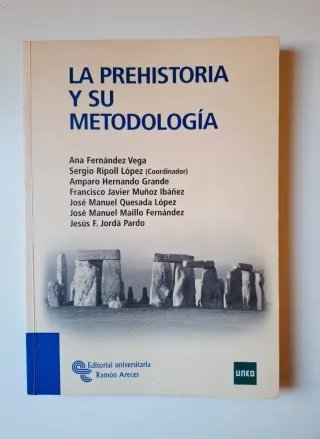 LA PREHISTORIA
Y SU
METODOLOGÍA
Ana Fernández Vega
Sergio Ripoll López (Coordinador)
Amparo Hernando Grande
Francisco Javier Muñoz Ibáñez
José Manuel Quesada López
José Manuel Maíllo Fernández
Jesús F. Jordá Pardo
Editorial universitaria
Ramón Areces
UNED